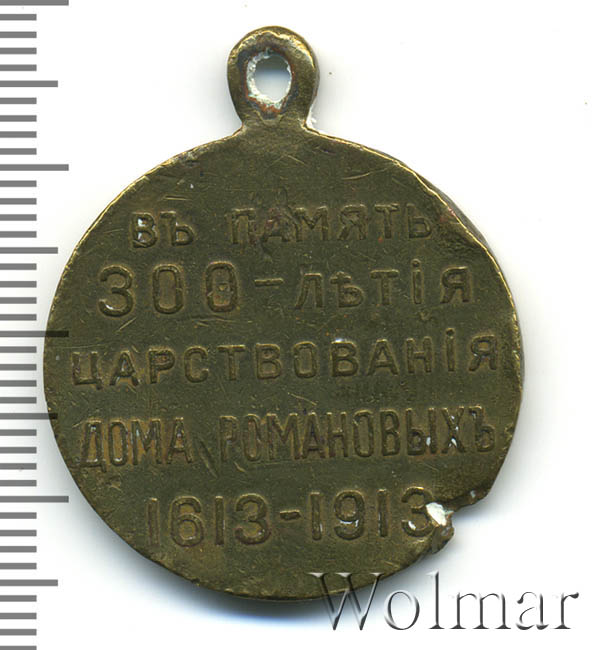 ВЪ ПАМЯТЬ
300-ЛѢТІЯ
ЦАРСТВОВАНІЯ
ДОМА РОМАНОВЫХЪ
1613-1913
Wolmar